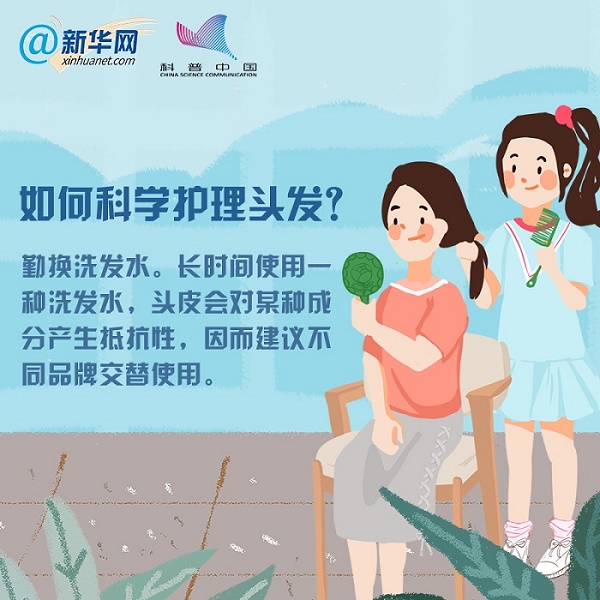 @新华网
xinhuanet.com
科普中国
CHINA SCIENCE COMMUNICATION
如何科学护理头发?
勤换洗发水。长时间使用一
种洗发水，头皮会对某种成
分产生抵抗性，因而建议不
同品牌交替使用。